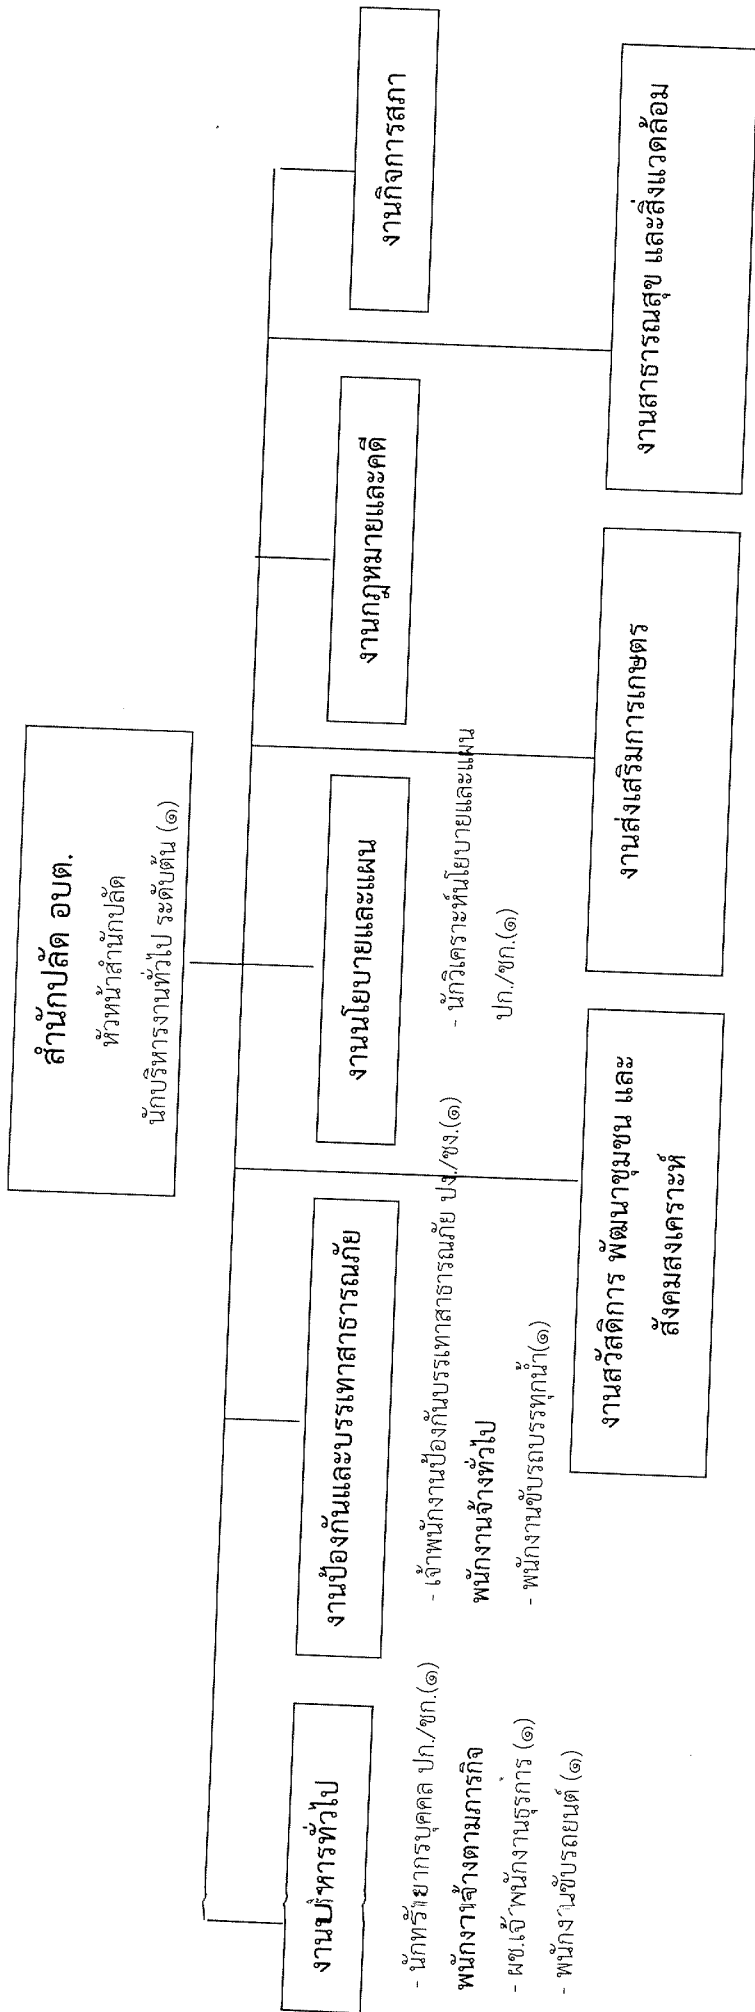 สำนักปลัด อบต.
หัวหน้าสำนักปลัด
นักบริหารงานทั่วไป ระดับต้น (๑)
งานบริหารทั่วไป
- นักทรัพยากรบุคคล ปก./ชก.(๑)
พนักงานจ้างตามภารกิจ
- ผช.เจ้าพนักงานธุรการ (๑)
- พนักงานขับรถยนต์ (๑)
งานป้องกันและบรรเทาสาธารณภัย
- เจ้าพนักงานป้องกันบรรเทาสาธารณภัย ปง./ชง.(๑)
พนักงานจ้างทั่วไป
- พนักงานขับรถบรรทุกน้ำ(๑)
งานนโยบายและแผน
- นักวิเคราะห์นโยบายและแผน
ปก./ชก.(๑)
งานกฎหมายและคดี
งานกิจการสภา
งานสวัสดิการ พัฒนาชุมชน และ
สังคมสงเคราะห์
งานส่งเสริมการเกษตร
งานสาธารณสุข และสิ่งแวดล้อม